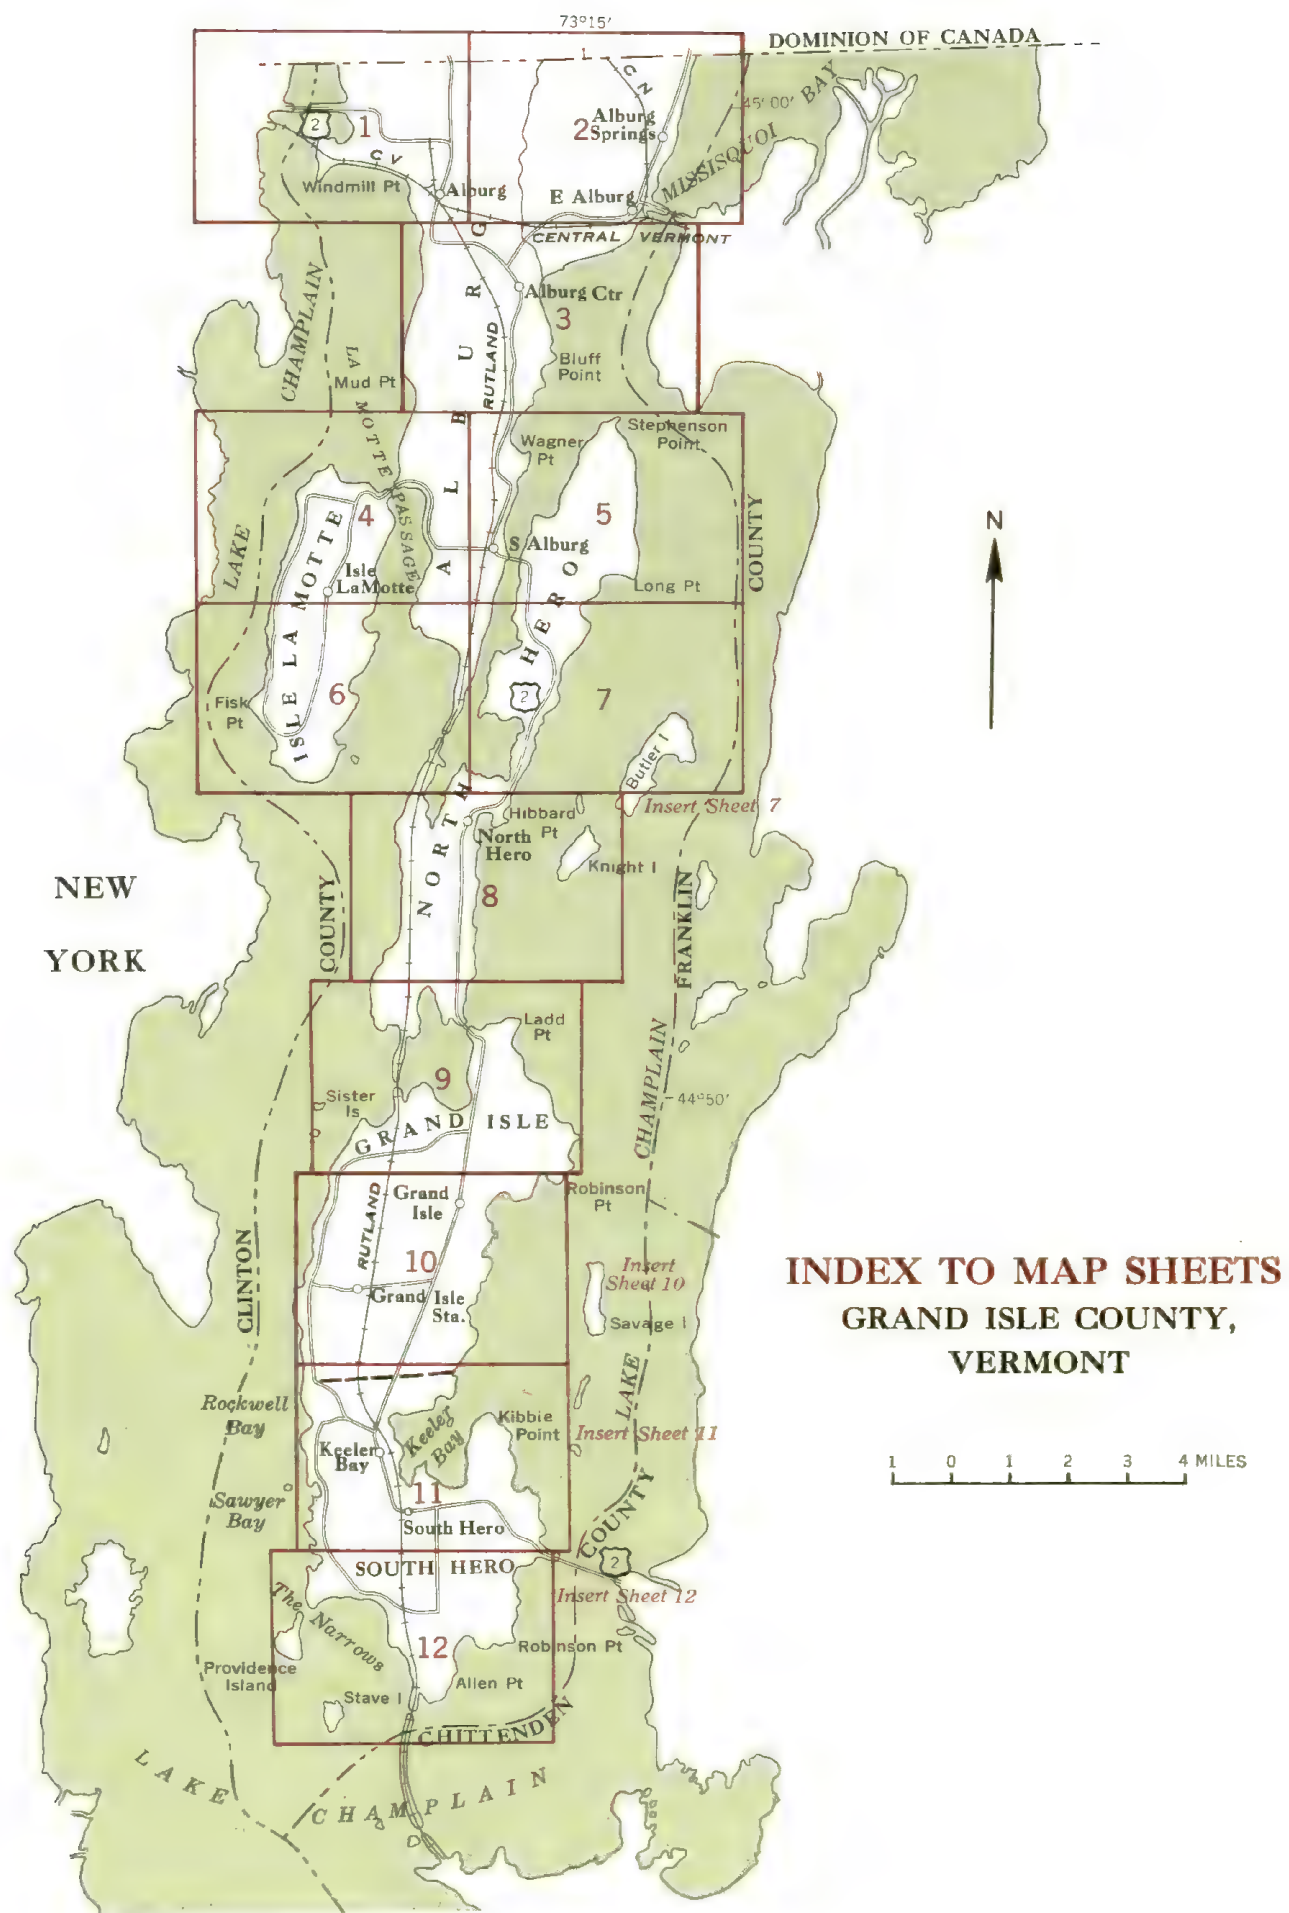 73°15'
DOMINION OF CANADA
C N
45°00'
MISSISQUOI BAY
Alburg
Springs
2
1
2
C V
Windmill Pt
Alburg
E Alburg
CENTRAL VERMONT
ALBURG
Alburg Ctr
3
LAKE CHAMPLAIN
RUTLAND
Bluff
Point
LA MOTTE PASSAGE
Mud Pt
Stephenson
Point
Wagner
Pt
4
5
COUNTY
N
S Alburg
Isle
LaMotte
Long Pt
ISLE LA MOTTE
NORTH HERO
6
2
7
Fisk
Pt
Butler I
Insert Sheet 7
Hibbard
Pt
North
Hero
Knight I
NEW
YORK
COUNTY
8
FRANKLIN
Ladd
Pt
9
Sister
Is
CHAMPLAIN
44°50'
GRAND ISLE
Robinson
Pt
Grand
Isle
RUTLAND
CLINTON
10
Insert
Sheet 10
Grand Isle
Sta.
Savage I
INDEX TO MAP SHEETS
GRAND ISLE COUNTY,
VERMONT
LAKE
Rockwell
Bay
Keeler
Bay
Kibbie
Point
Insert Sheet 11
Keeler
Bay
1 0 1 2 3 4 MILES
11
Sawyer
Bay
South Hero
COUNTY
2
SOUTH HERO
Insert Sheet 12
The Narrows
12
Robinson Pt
Providence
Island
Stave I
Allen Pt
CHITTENDEN
LAKE CHAMPLAIN